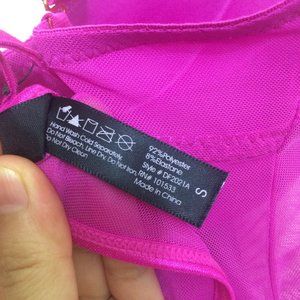 Hand Wash Cold Separately,
Do Not Bleach, Line Dry, Do Not Iron,
Do Not Dry Clean
92%Polyester
8%Elastane
Style # DF2021A
RN# 101533
Made in China
S